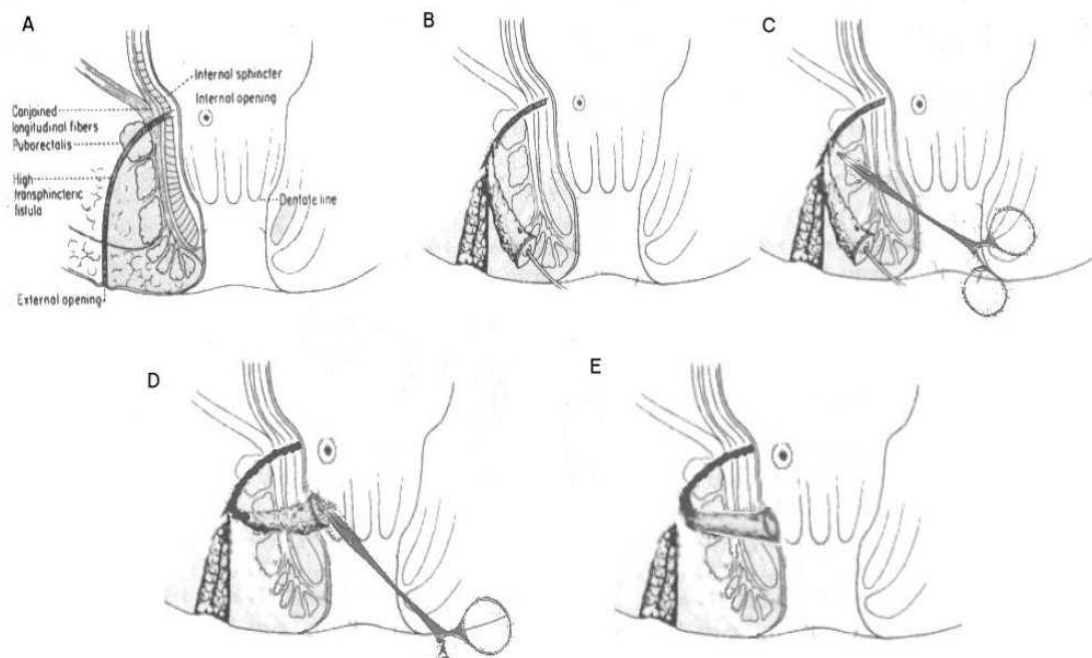 A
Internal sphincter
Internal opening
Conjoined
longitudinal fibers
Puborectalis
High
transphincteric
fistula
Dentate line
External opening
B
C
D
E